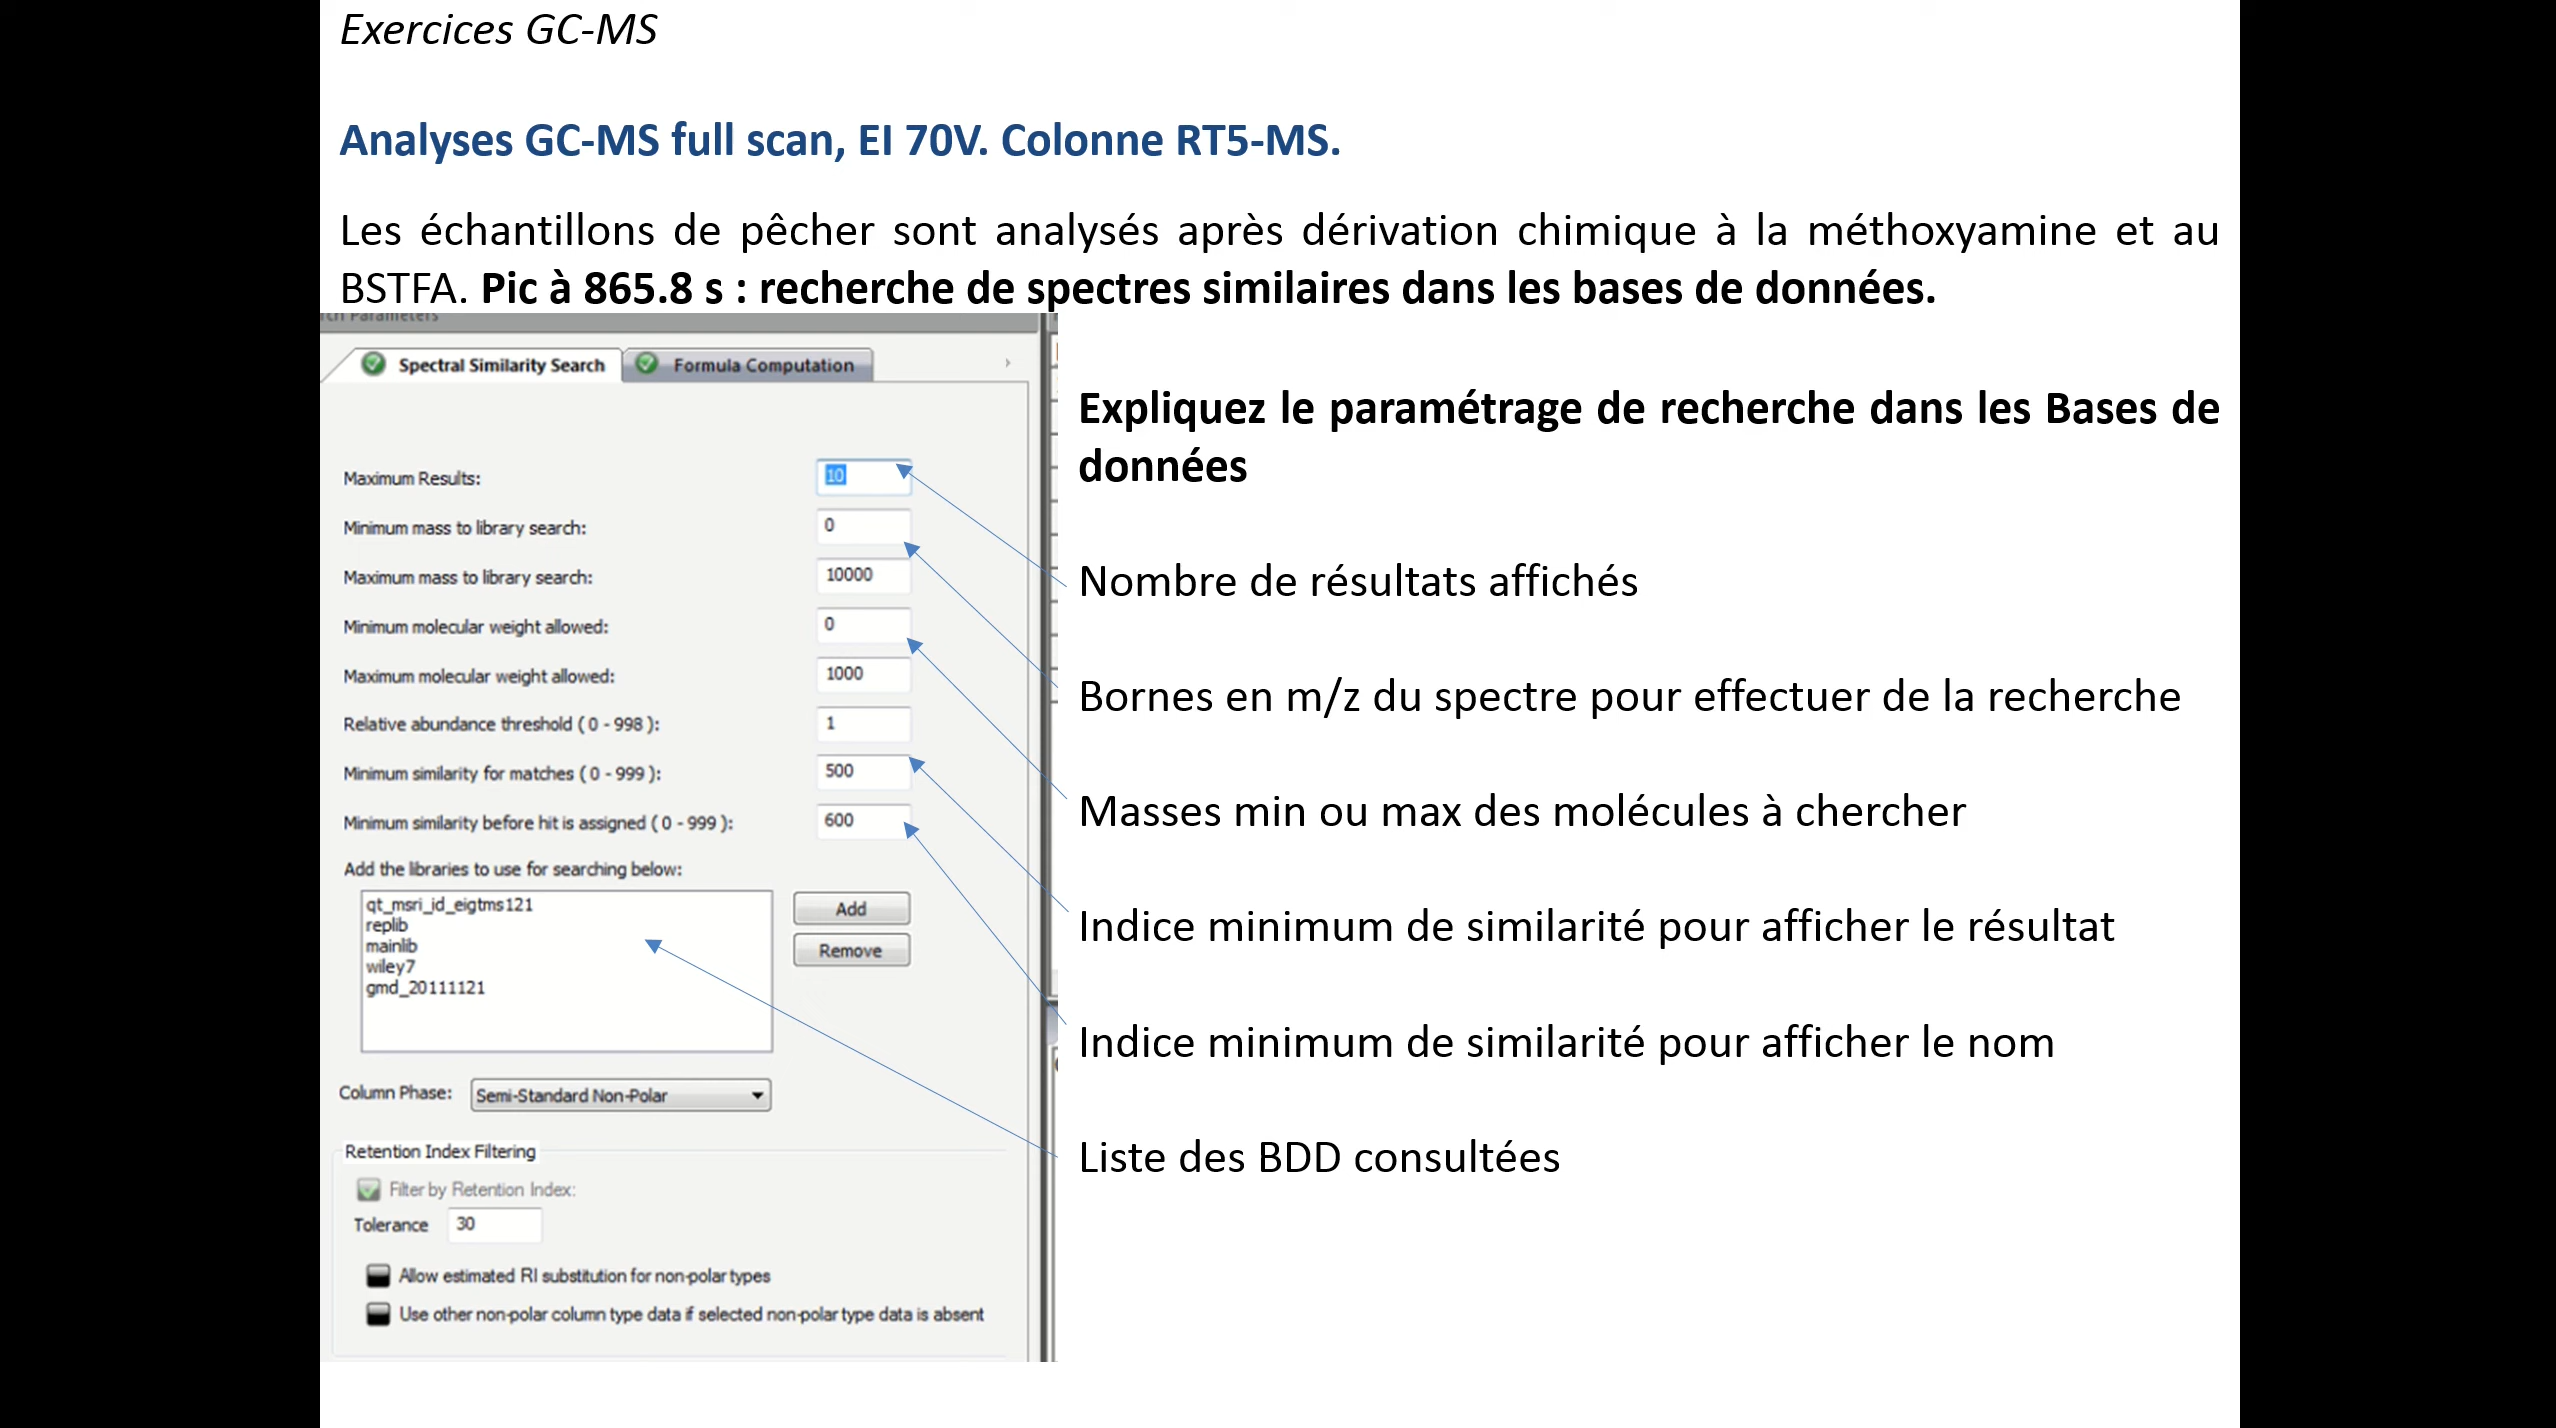 Exercices GC-MS
Analyses GC-MS full scan, EI 70V. Colonne RT5-MS.
Les échantillons de pêcher sont analysés après dérivation chimique à la méthoxyamine et au
BSTFA. Pic à 865.8 s : recherche de spectres similaires dans les bases de données.
Parameters
Spectral Similarity Search
Formula Computation
Maximum Results: 10
Minimum mass to library search: 0
Maximum mass to library search: 10000
Minimum molecular weight allowed: 0
Maximum molecular weight allowed: 1000
Relative abundance threshold ( 0 - 998 ): 1
Minimum similarity for matches ( 0 - 999 ): 500
Minimum similarity before hit is assigned ( 0 - 999 ): 600
Add the libraries to use for searching below:
qt_msri_id_eigtms121
replib
mainlib
wiley7
gmd_20111121
Add
Remove
Column Phase: Semi-Standard Non-Polar
Retention Index Filtering
Filter by Retention Index:
Tolerance 30
Allow estimated RI substitution for non-polar types
Use other non-polar column type data if selected non-polar type data is absent
Expliquez le paramétrage de recherche dans les Bases de
données
Nombre de résultats affichés
Bornes en m/z du spectre pour effectuer de la recherche
Masses min ou max des molécules à chercher
Indice minimum de similarité pour afficher le résultat
Indice minimum de similarité pour afficher le nom
Liste des BDD consultées